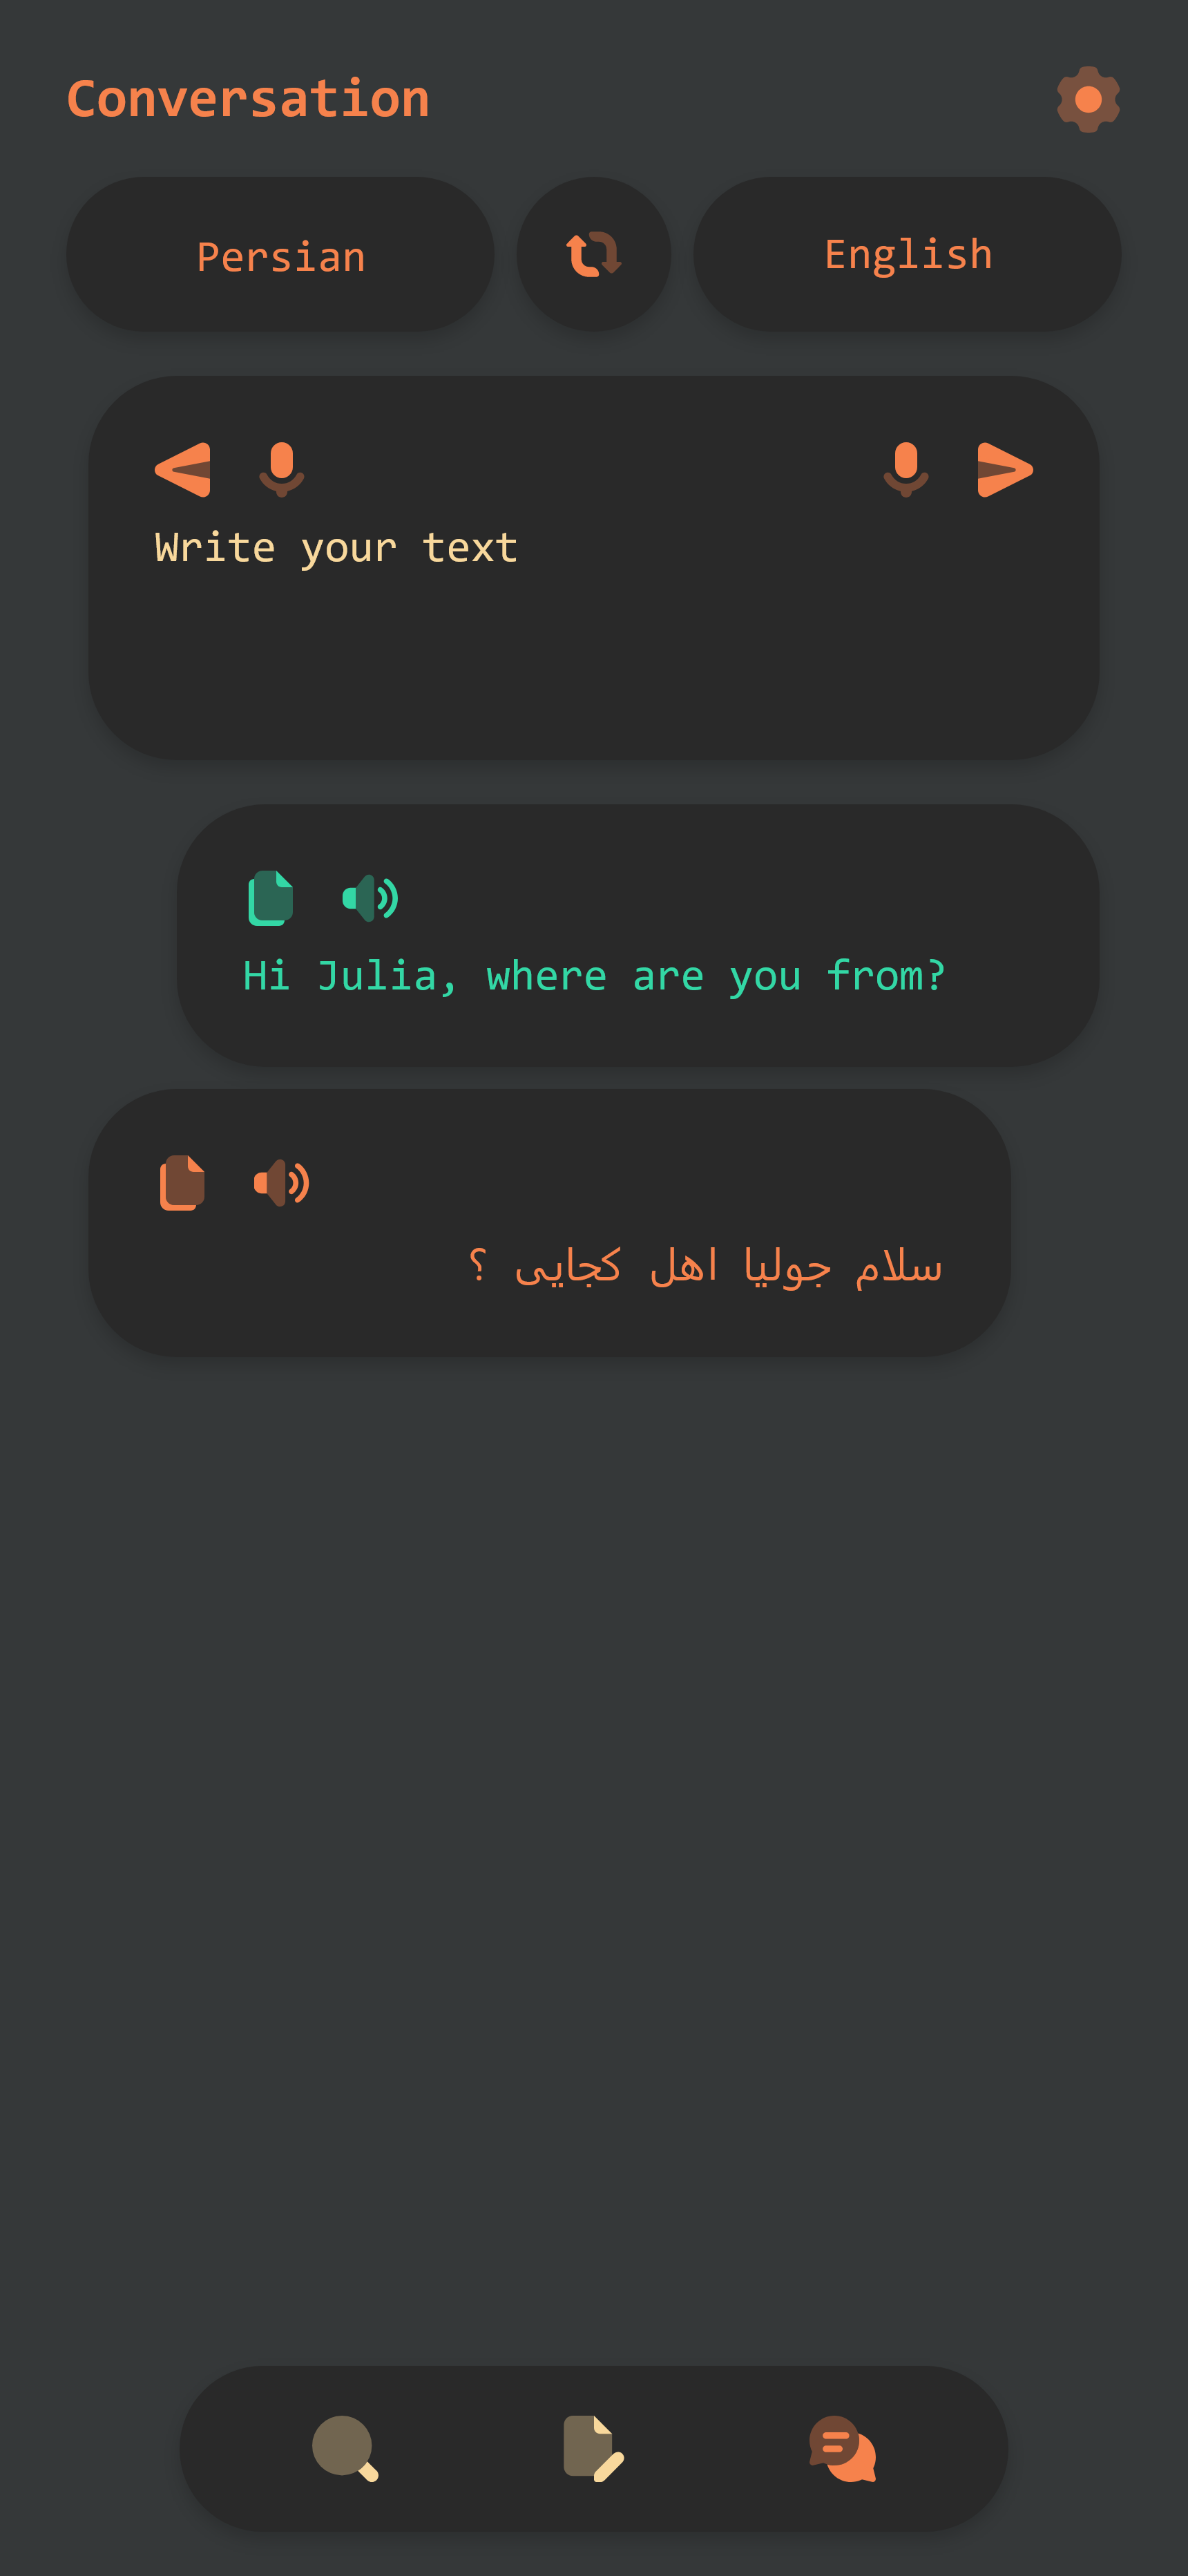 Conversation
Persian
English
Write your text
Hi Julia, where are you from?
سلام جولیا اهل کجایی ؟